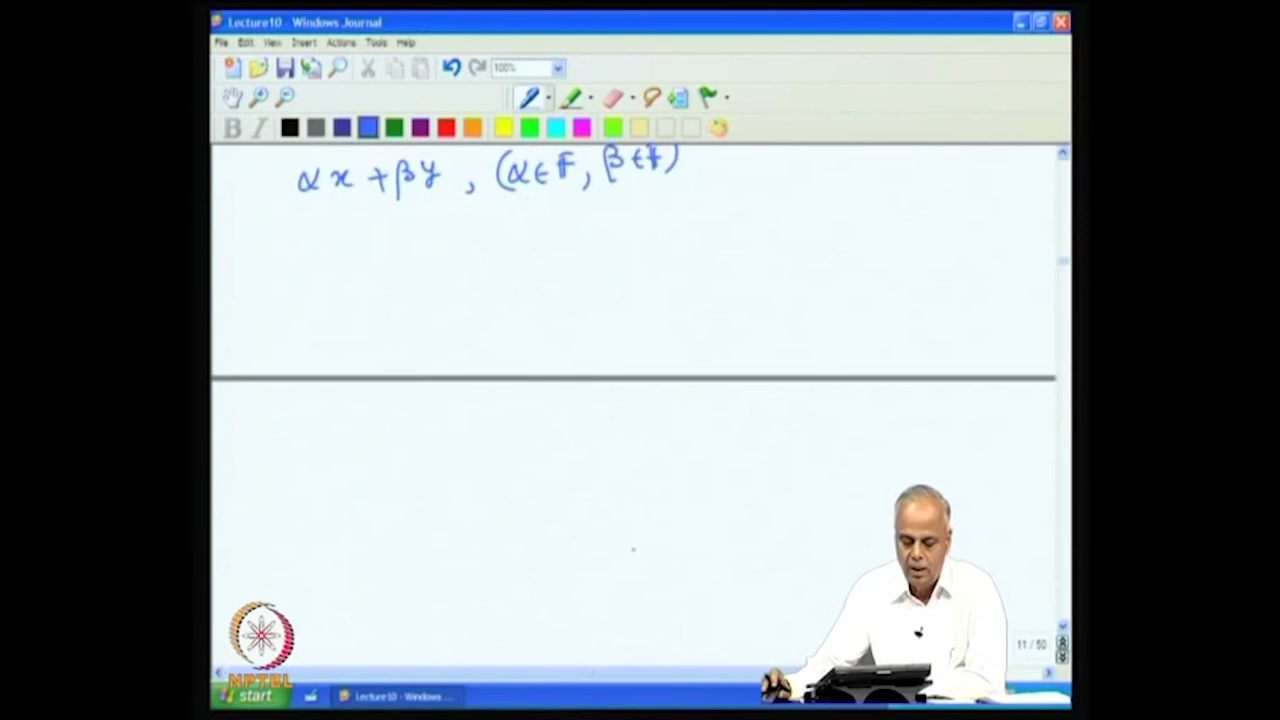 Lecture10 - Windows Journal
File Edit View Insert Actions Tools Help
100%
B I
αx + βy , (α ∈ F, β ∈ F)
11 / 50
NPTEL
start Lecture10 - Windows ...